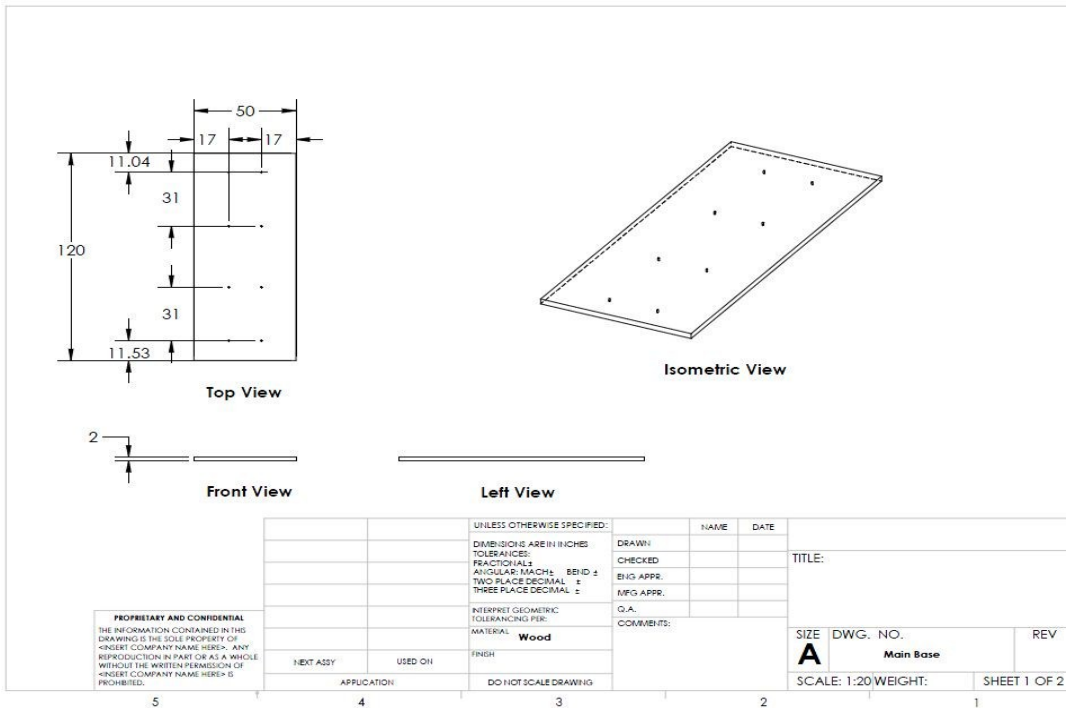 50
17 17
11.04
31
120
31
11.53
Top View
Isometric View
2
Front View
Left View
UNLESS OTHERWISE SPECIFIED:
DIMENSIONS ARE IN INCHES
TOLERANCES:
FRACTIONAL±
ANGULAR: MACH± BEND ±
TWO PLACE DECIMAL ±
THREE PLACE DECIMAL ±
INTERPRET GEOMETRIC
TOLERANCING PER:
MATERIAL
Wood
FINISH
DO NOT SCALE DRAWING
NAME DATE
DRAWN
CHECKED
ENG APPR.
MFG APPR.
Q.A.
COMMENTS:
PROPRIETARY AND CONFIDENTIAL
THE INFORMATION CONTAINED IN THIS
DRAWING IS THE SOLE PROPERTY OF
<INSERT COMPANY NAME HERE>. ANY
REPRODUCTION IN PART OR AS A WHOLE
WITHOUT THE WRITTEN PERMISSION OF
<INSERT COMPANY NAME HERE> IS
PROHIBITED.
NEXT ASSY USED ON
APPLICATION
TITLE:
SIZE DWG. NO. REV
A Main Base
SCALE: 1:20 WEIGHT: SHEET 1 OF 2
5 4 3 2 1